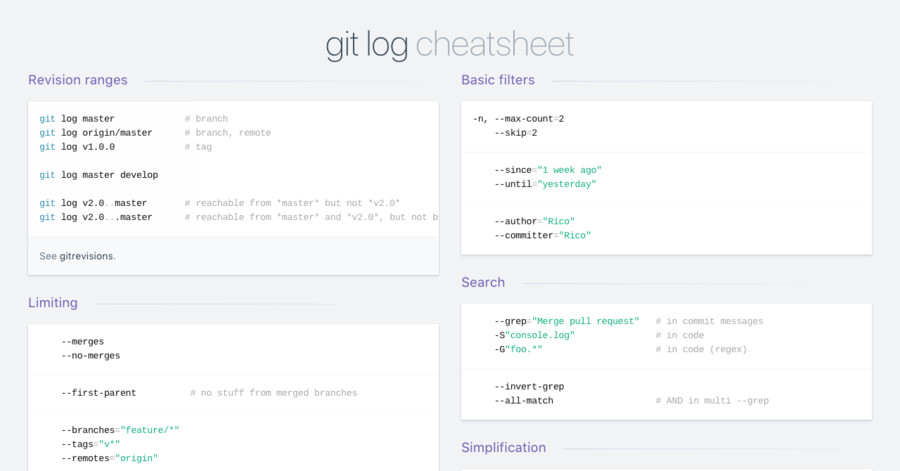 git log cheatsheet
Revision ranges
git log master # branch
git log origin/master # branch, remote
git log v1.0.0 # tag
git log master develop
git log v2.0..master # reachable from *master* but not *v2.0*
git log v2.0...master # reachable from *master* and *v2.0*, but not b
See gitrevisions.
Limiting
--merges
--no-merges
--first-parent # no stuff from merged branches
--branches="feature/*"
--tags="v*"
--remotes="origin"
Basic filters
-n, --max-count=2
--skip=2
--since="1 week ago"
--until="yesterday"
--author="Rico"
--committer="Rico"
Search
--grep="Merge pull request" # in commit messages
-S"console.log" # in code
-G"foo.*" # in code (regex)
--invert-grep
--all-match # AND in multi --grep
Simplification